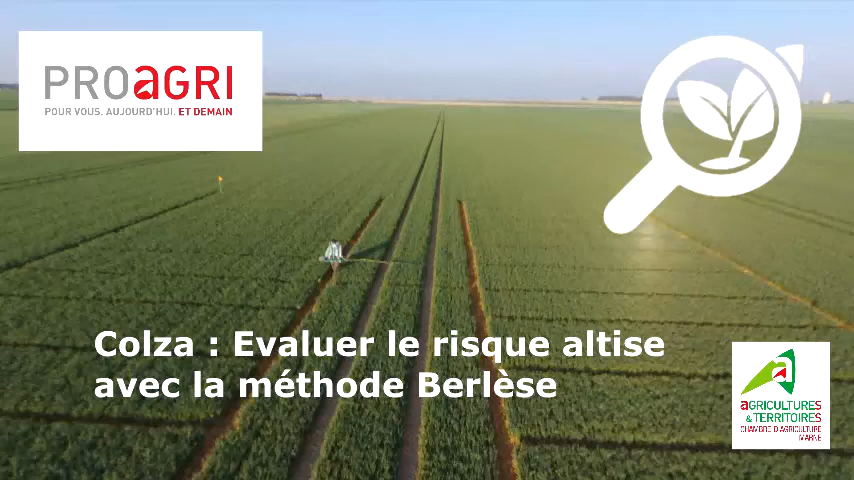 PROAGRI
POUR VOUS. AUJOURD'HUI. ET DEMAIN
Colza : Evaluer le risque altise
avec la méthode Berlèse
AGRICULTURES
& TERRITOIRES
CHAMBRE D'AGRICULTURE
MARNE